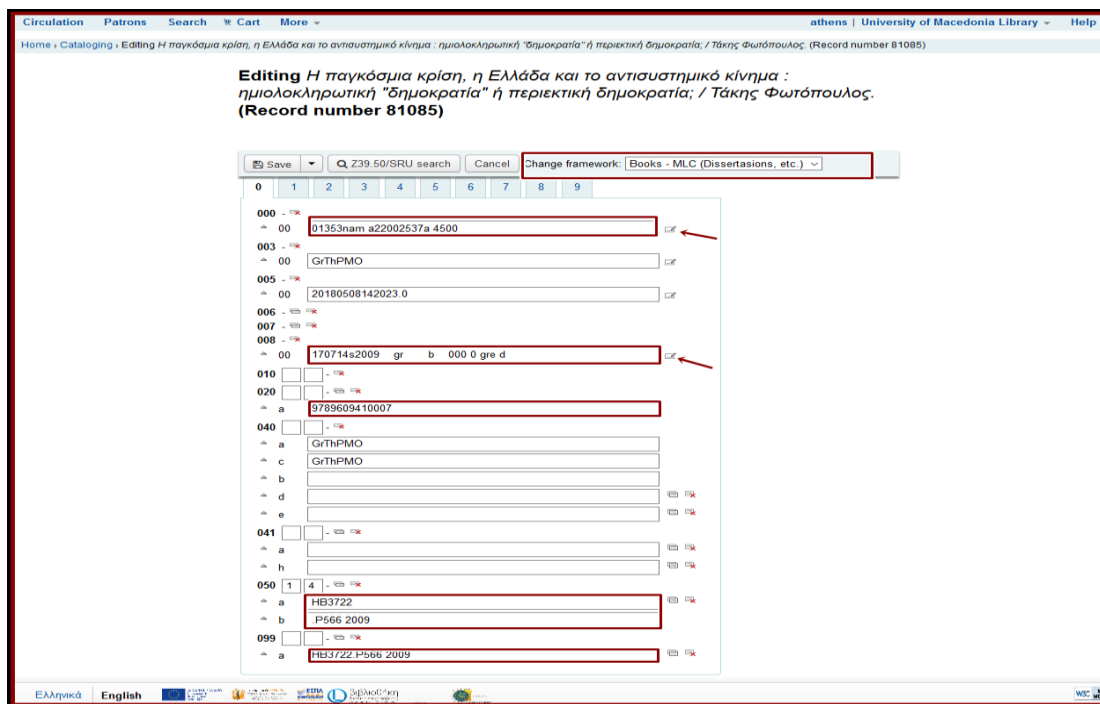 Circulation Patrons Search Cart More athens | University of Macedonia Library Help
Home › Cataloging › Editing Η παγκόσμια κρίση, η Ελλάδα και το αντισυστημικό κίνημα : ημιολοκληρωτική "δημοκρατία" ή περιεκτική δημοκρατία; / Τάκης Φωτόπουλος. (Record number 81085)
Editing Η παγκόσμια κρίση, η Ελλάδα και το αντισυστημικό κίνημα :
ημιολοκληρωτική "δημοκρατία" ή περιεκτική δημοκρατία; / Τάκης Φωτόπουλος.
(Record number 81085)
Save Z39.50/SRU search Cancel Change framework: Books - MLC (Dissertasions, etc.)
0 1 2 3 4 5 6 7 8 9
000 -
00 01353nam a22002537a 4500
003 -
00 GrThPMO
005 -
00 20180508142023.0
006 -
007 -
008 -
00 170714s2009 gr b 000 0 gre d
010 -
020 -
a 9789609410007
040 -
a GrThPMO
c GrThPMO
b
d
e
041 -
a
h
050 1 4 -
a HB3722
b .P566 2009
099 -
a HB3722.P566 2009
Ελληνικά English ΕΣΠΑ Βιβλιοθήκη W3C